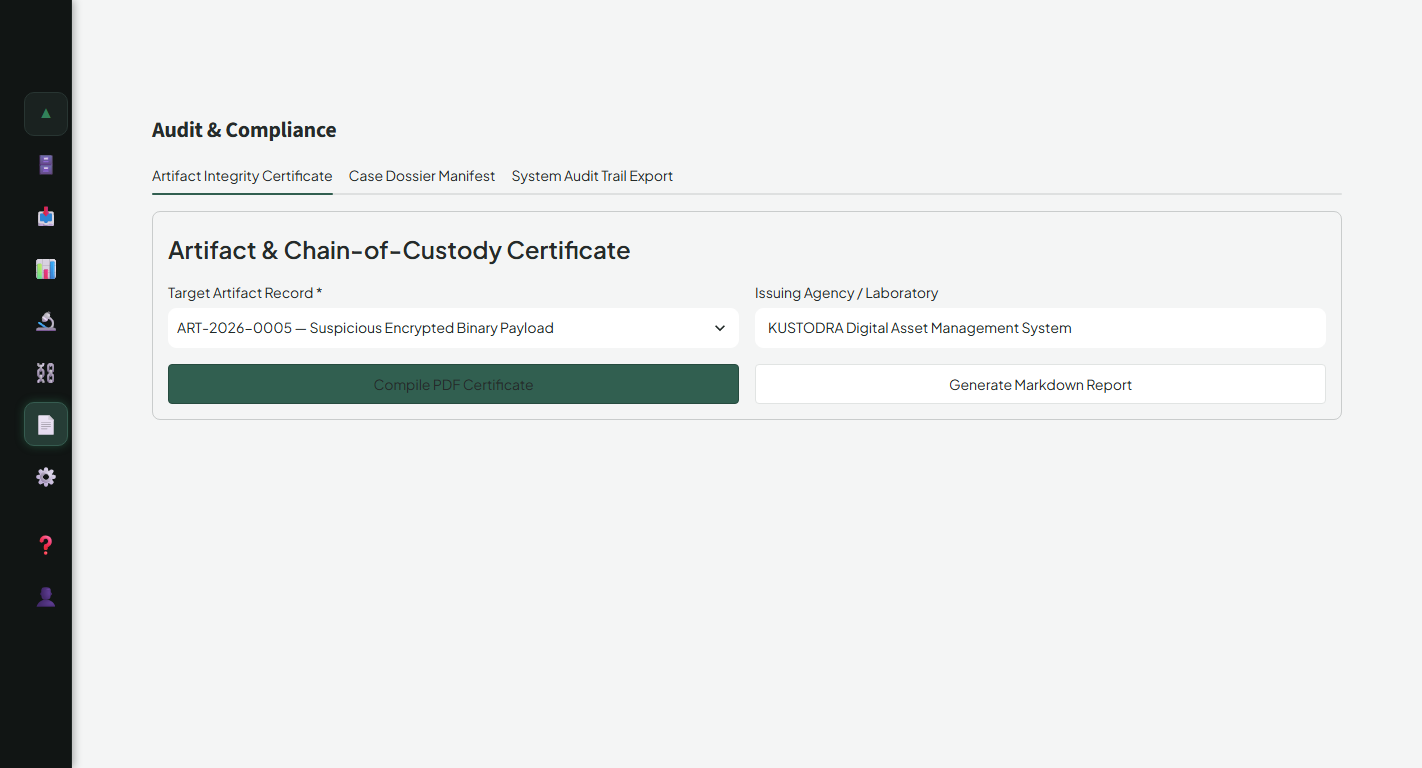 Audit & Compliance
Artifact Integrity Certificate Case Dossier Manifest System Audit Trail Export
Artifact & Chain-of-Custody Certificate
Target Artifact Record * Issuing Agency / Laboratory
ART-2026-0005 — Suspicious Encrypted Binary Payload KUSTODRA Digital Asset Management System
Compile PDF Certificate Generate Markdown Report